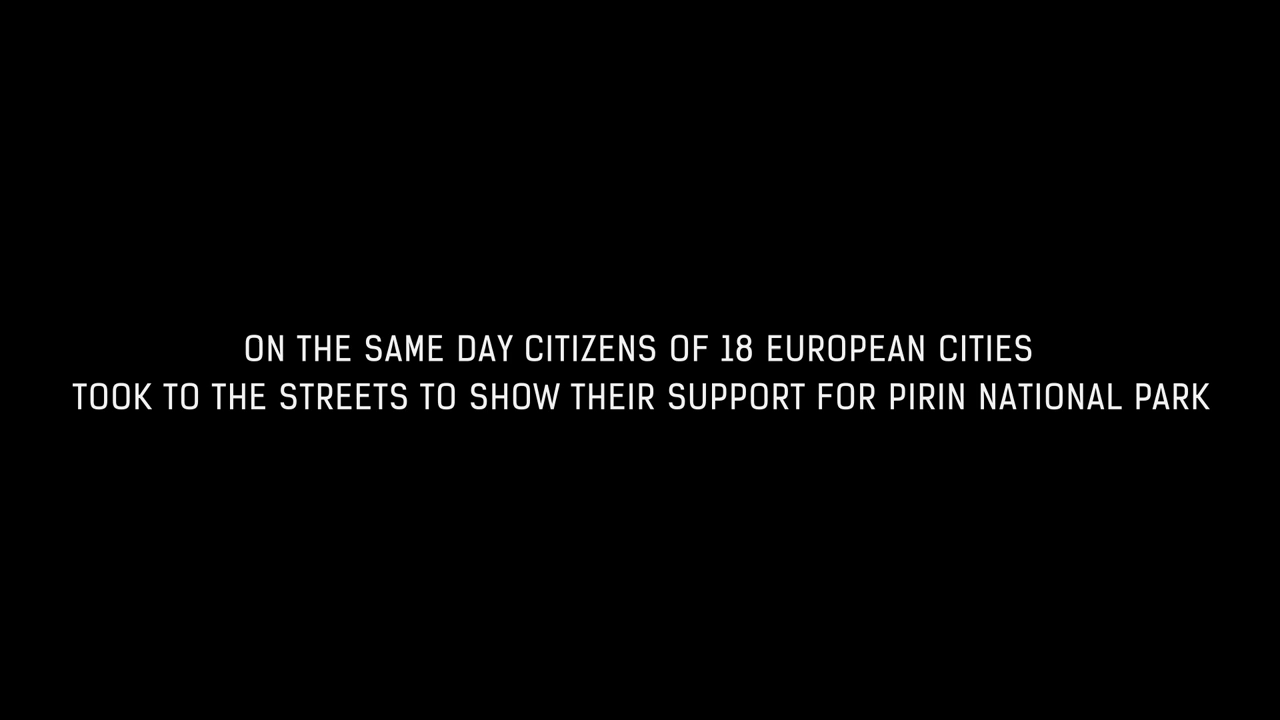 ON THE SAME DAY CITIZENS OF 18 EUROPEAN CITIES
TOOK TO THE STREETS TO SHOW THEIR SUPPORT FOR PIRIN NATIONAL PARK